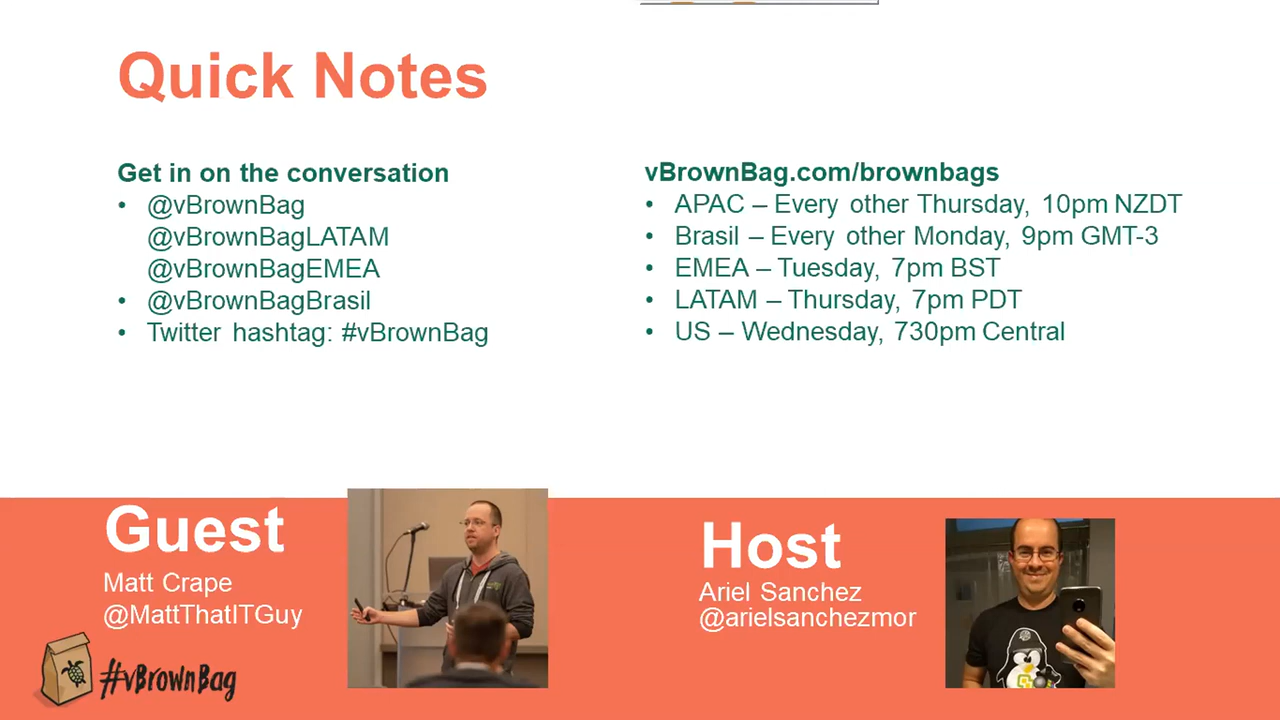 Quick Notes
Get in on the conversation
• @vBrownBag
@vBrownBagLATAM
@vBrownBagEMEA
• @vBrownBagBrasil
• Twitter hashtag: #vBrownBag
vBrownBag.com/brownbags
• APAC – Every other Thursday, 10pm NZDT
• Brasil – Every other Monday, 9pm GMT-3
• EMEA – Tuesday, 7pm BST
• LATAM – Thursday, 7pm PDT
• US – Wednesday, 730pm Central
Guest
Matt Crape
@MattThatITGuy
#vBrownBag
Host
Ariel Sanchez
@arielsanchezmor